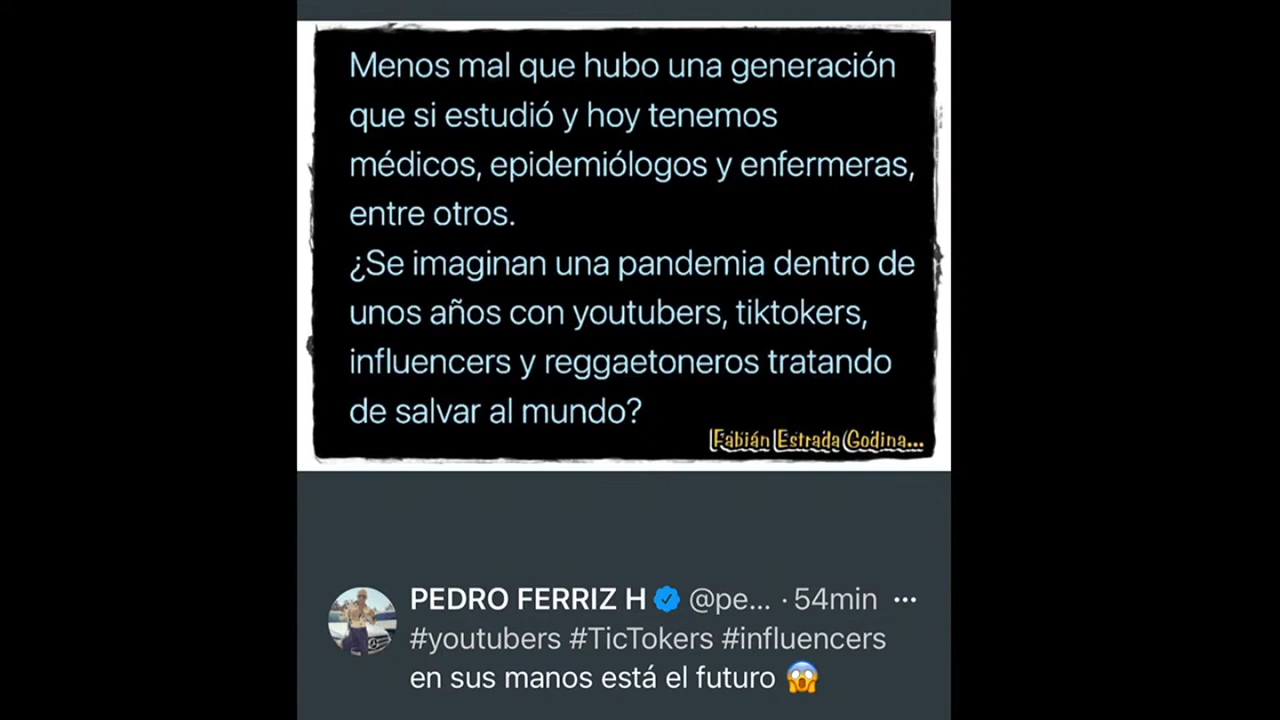 Menos mal que hubo una generación
que si estudió y hoy tenemos
médicos, epidemiólogos y enfermeras,
entre otros.
¿Se imaginan una pandemia dentro de
unos años con youtubers, tiktokers,
influencers y reggaetoneros tratando
de salvar al mundo?
Fabián Estrada Godina...
PEDRO FERRIZ H @pe... · 54min ...
#youtubers #TicTokers #influencers
en sus manos está el futuro 😱